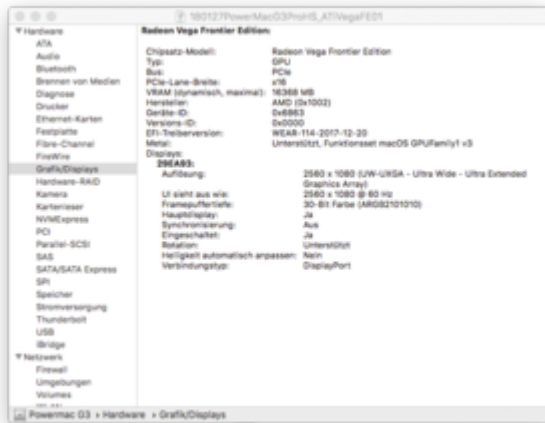 180127PowerMacG3ProHS_ATiVegaFE01
Hardware
ATA
Audio
Bluetooth
Brennen von Medien
Diagnose
Drucker
Ethernet-Karten
Festplatte
Fibre-Channel
FireWire
Grafik/Displays
Hardware-RAID
Kamera
Kartenleser
NVMExpress
PCI
Parallel-SCSI
SAS
SATA/SATA Express
SPI
Speicher
Stromversorgung
Thunderbolt
USB
iBridge
Netzwerk
Firewall
Umgebungen
Volumes
Radeon Vega Frontier Edition:
Chipsatz-Modell: Radeon Vega Frontier Edition
Typ: GPU
Bus: PCIe
PCIe-Lane-Breite: x16
VRAM (dynamisch, maximal): 16368 MB
Hersteller: AMD (0x1002)
Geräte-ID: 0x6863
Versions-ID: 0x0000
EFI-Treiberversion: WEAR-114-2017-12-20
Metal: Unterstützt, Funktionsset macOS GPUFamily1 v3
Displays:
29EA93:
Auflösung: 2560 x 1080 (UW-UXGA - Ultra Wide - Ultra Extended
Graphics Array)
UI sieht aus wie: 2560 x 1080 @ 60 Hz
Framepuffertiefe: 30-Bit Farbe (ARGB2101010)
Hauptdisplay: Ja
Synchronisierung: Aus
Eingeschaltet: Ja
Rotation: Unterstützt
Helligkeit automatisch anpassen: Nein
Verbindungstyp: DisplayPort
Powermac G3 › Hardware › Grafik/Displays